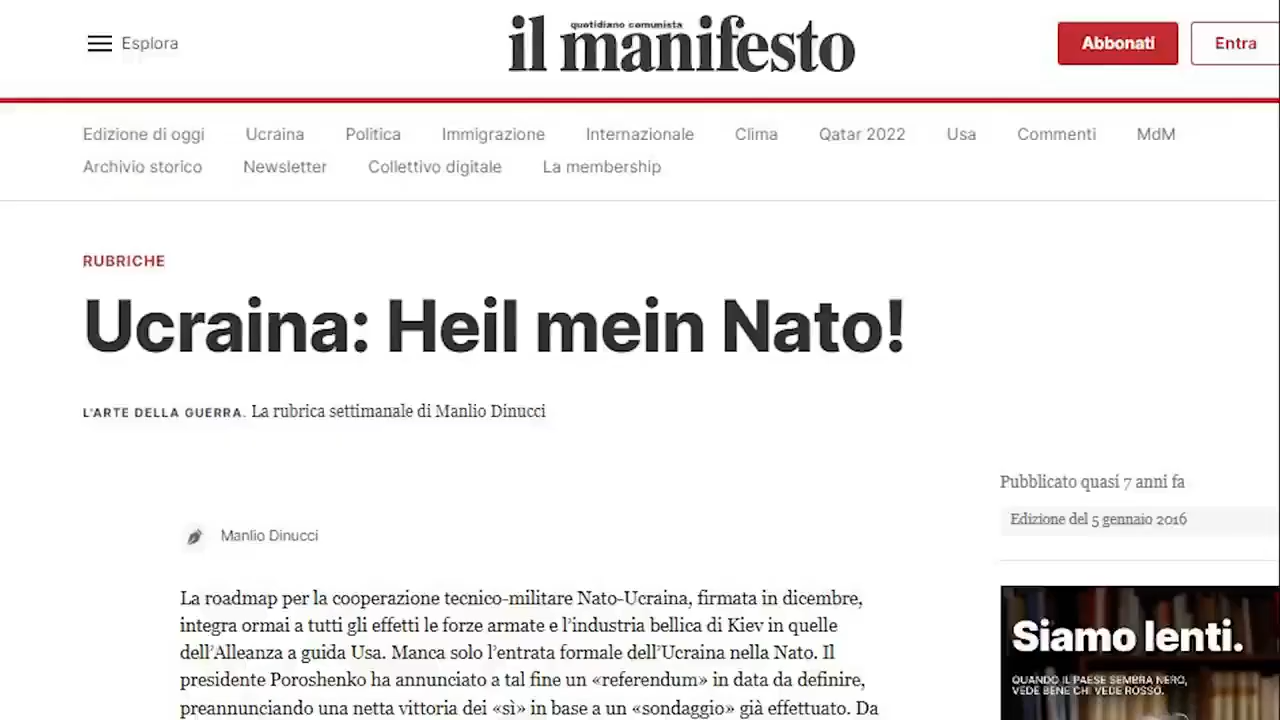 Esplora
quotidiano comunista
il manifesto
Abbonati
Entra
Edizione di oggi Ucraina Politica Immigrazione Internazionale Clima Qatar 2022 Usa Commenti MdM
Archivio storico Newsletter Collettivo digitale La membership
RUBRICHE
Ucraina: Heil mein Nato!
L'ARTE DELLA GUERRA. La rubrica settimanale di Manlio Dinucci
Pubblicato quasi 7 anni fa
Edizione del 5 gennaio 2016
Manlio Dinucci
La roadmap per la cooperazione tecnico-militare Nato-Ucraina, firmata in dicembre,
integra ormai a tutti gli effetti le forze armate e l'industria bellica di Kiev in quelle
dell'Alleanza a guida Usa. Manca solo l'entrata formale dell'Ucraina nella Nato. Il
presidente Poroshenko ha annunciato a tal fine un «referendum» in data da definire,
preannunciando una netta vittoria dei «sì» in base a un «sondaggio» già effettuato. Da
Siamo lenti.
QUANDO IL PAESE SEMBRA NERO,
VEDE BENE CHI VEDE ROSSO.